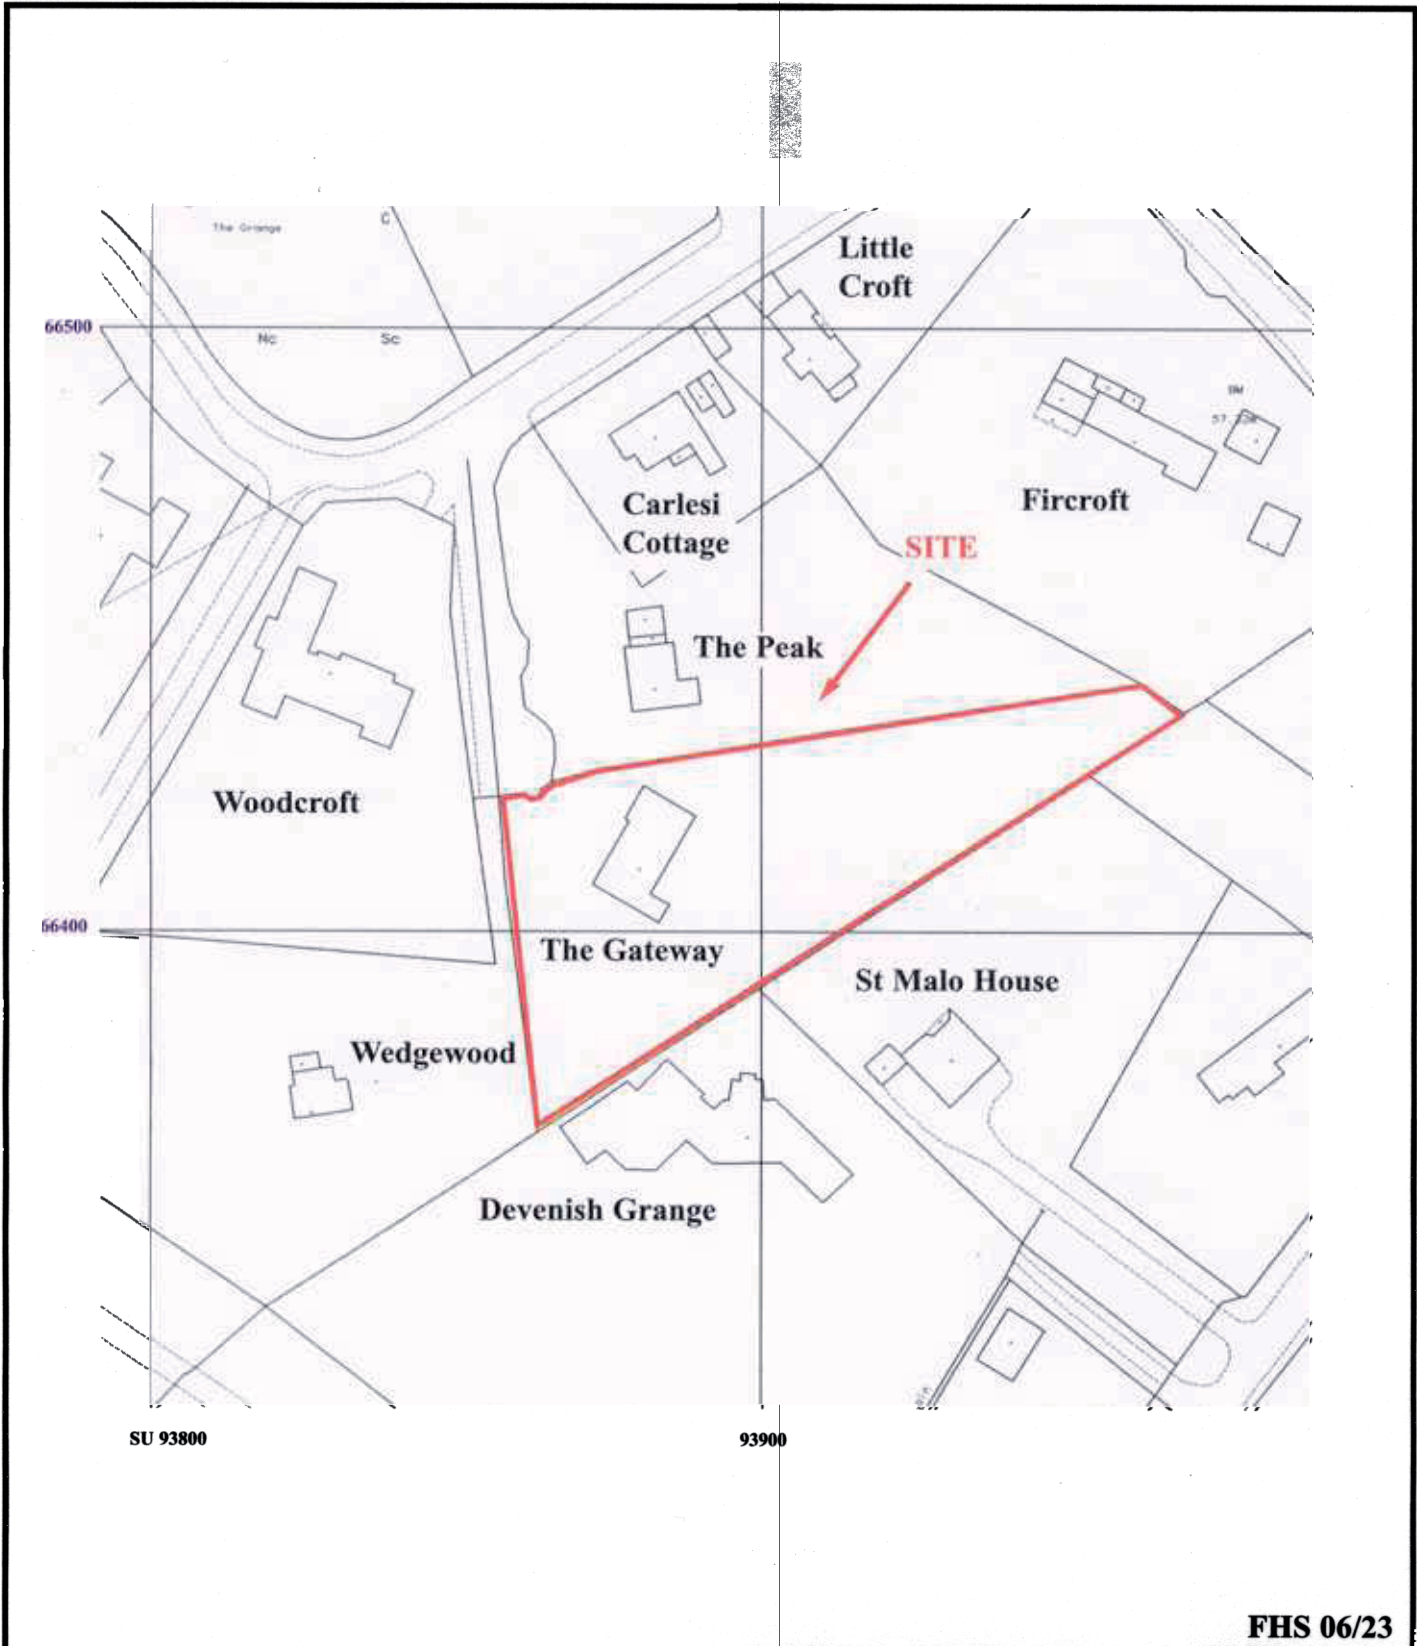 The Grange
C
Little
Croft
66500
Nc
Sc
BM
Carlesi
Cottage
Fircroft
SITE
The Peak
Woodcroft
66400
The Gateway
St Malo House
Wedgewood
Devenish Grange
SU 93800
93900
FHS 06/23